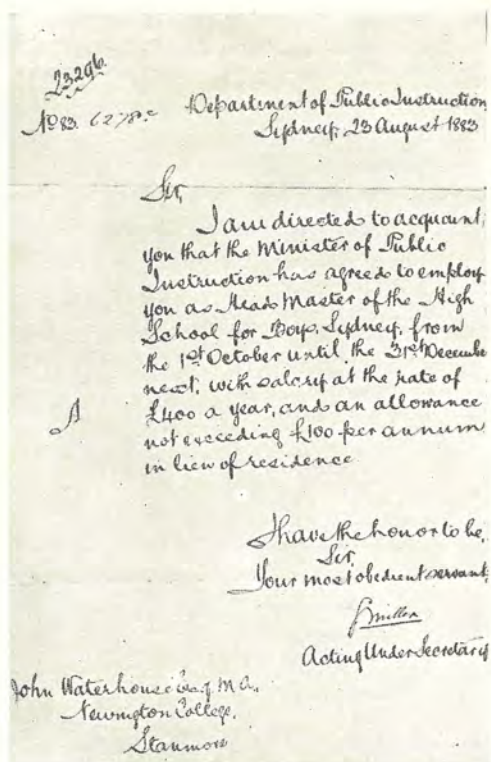 23296.
No 83.
Department of Public Instruction
Sydney, 23 August 1883
Sir,
I am directed to acquaint
you that the Minister of Public
Instruction has agreed to employ
you as Head Master of the High
School for Boys, Sydney, from
the 1st October until the 31st December
next, with salary at the rate of
£400 a year, and an allowance
not exceeding £100 per annum
in lieu of residence
I have the honor to be,
Sir,
Your most obedient servant,
Acting Under Secretary
John Waterhouse Esq. M.A.,
Newington College,
Stanmore